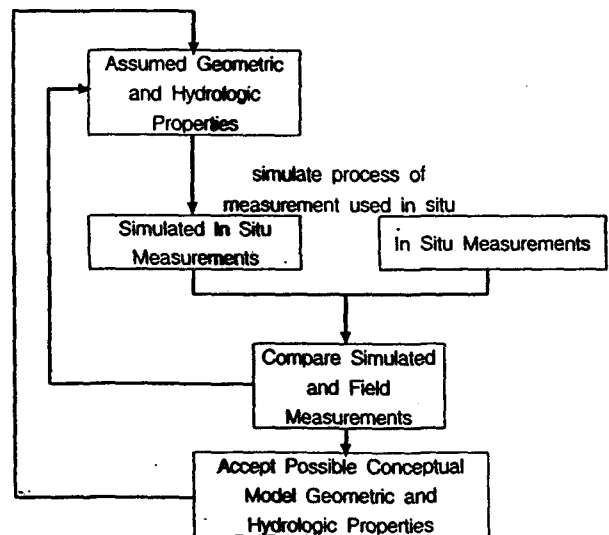 Assumed Geometric
and Hydrologic
Properties
simulate process of
measurement used in situ
Simulated In Situ
Measurements
In Situ Measurements
Compare Simulated
and Field
Measurements
Accept Possible Conceptual
Model Geometric and
Hydrologic Properties